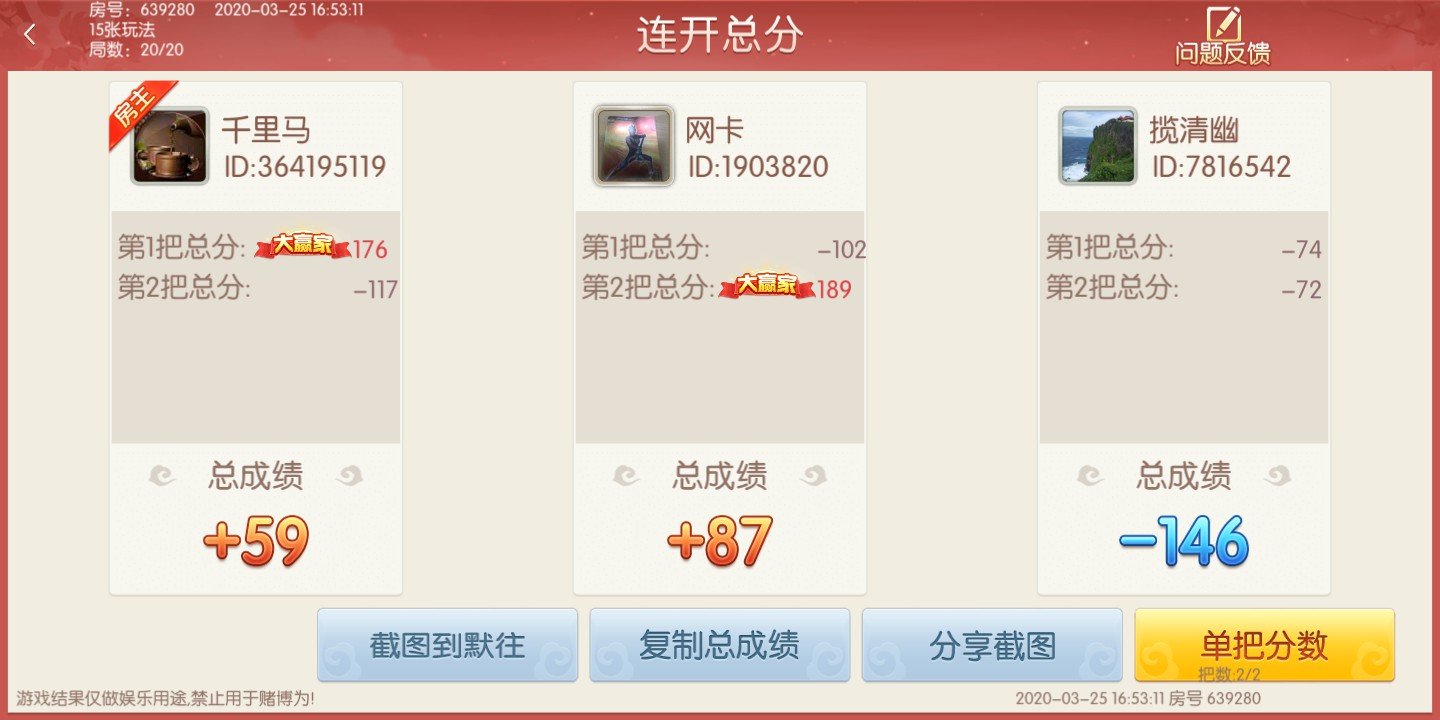 房号：639280 2020-03-25 16:53:11
15张玩法
局数：20/20
连开总分
问题反馈
房主
千里马
ID:364195119
第1把总分: 大赢家 176
第2把总分: -117
总成绩
+59
网卡
ID:1903820
第1把总分: -102
第2把总分: 大赢家 189
总成绩
+87
揽清幽
ID:7816542
第1把总分: -74
第2把总分: -72
总成绩
-146
截图到默往
复制总成绩
分享截图
单把分数
把数:2/2
游戏结果仅做娱乐用途,禁止用于赌博为!
2020-03-25 16:53:11 房号 639280